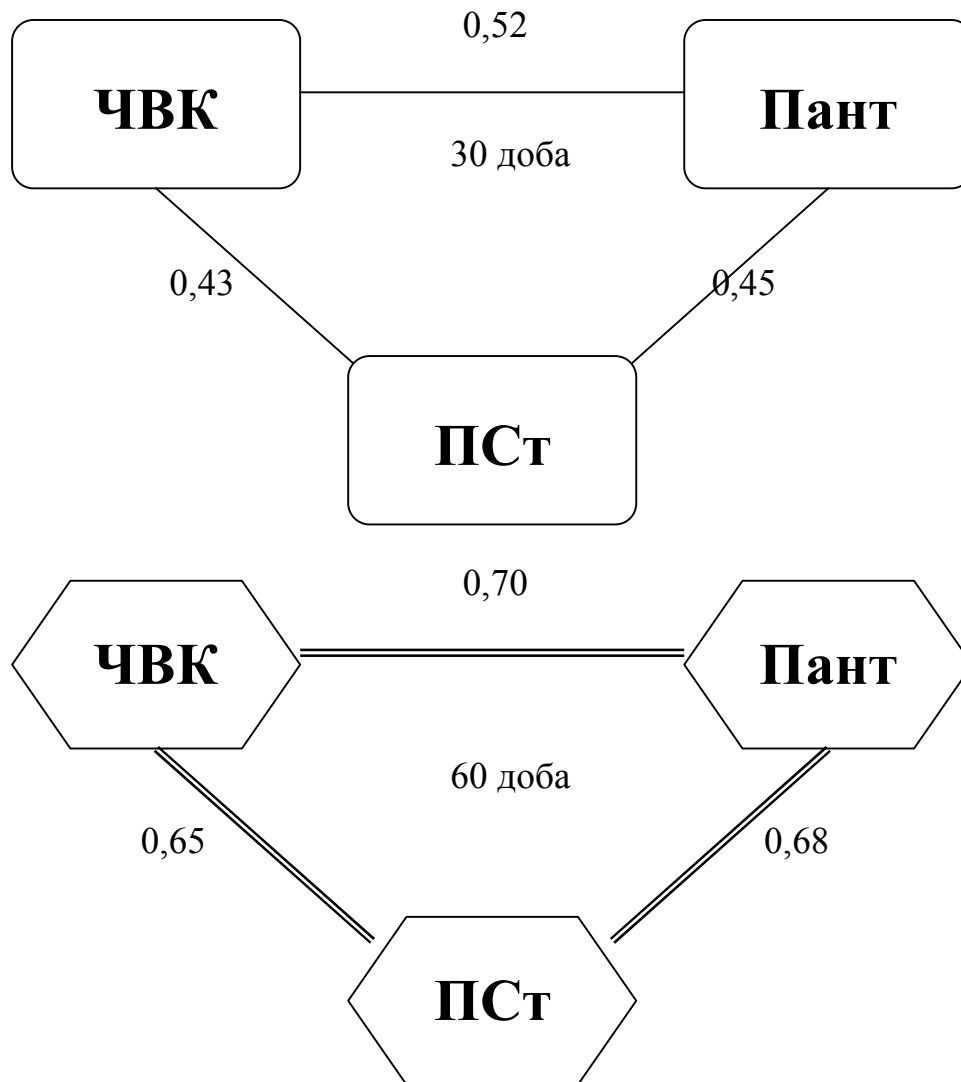 0,52
ЧВК
Пант
30 доба
0,43
0,45
ПСт
0,70
ЧВК
Пант
60 доба
0,65
0,68
ПСт